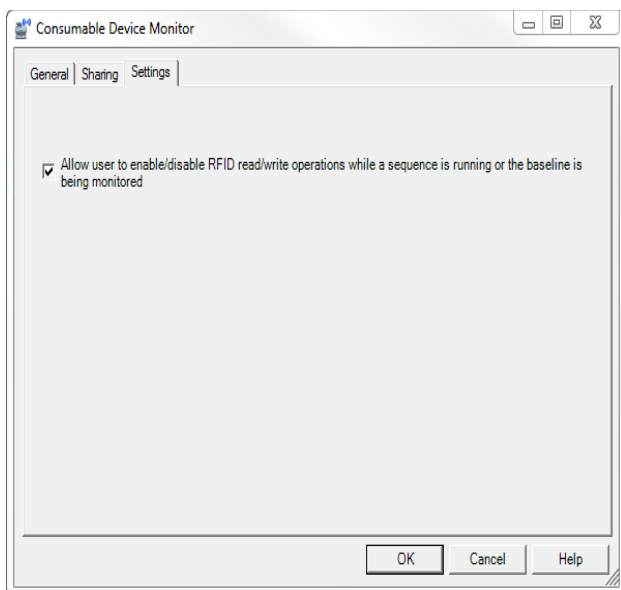 Consumable Device Monitor
General Sharing Settings
Allow user to enable/disable RFID read/write operations while a sequence is running or the baseline is
being monitored
OK Cancel Help